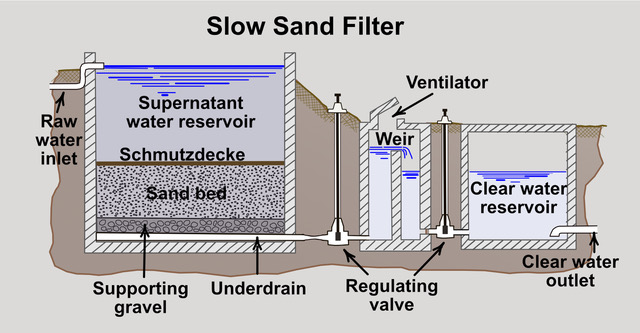 Slow Sand Filter
Ventilator
Raw
water
inlet
Supernatant
water reservoir
Weir
Schmutzdecke
Sand bed
Clear water
reservoir
Supporting
gravel
Underdrain
Regulating
valve
Clear water
outlet